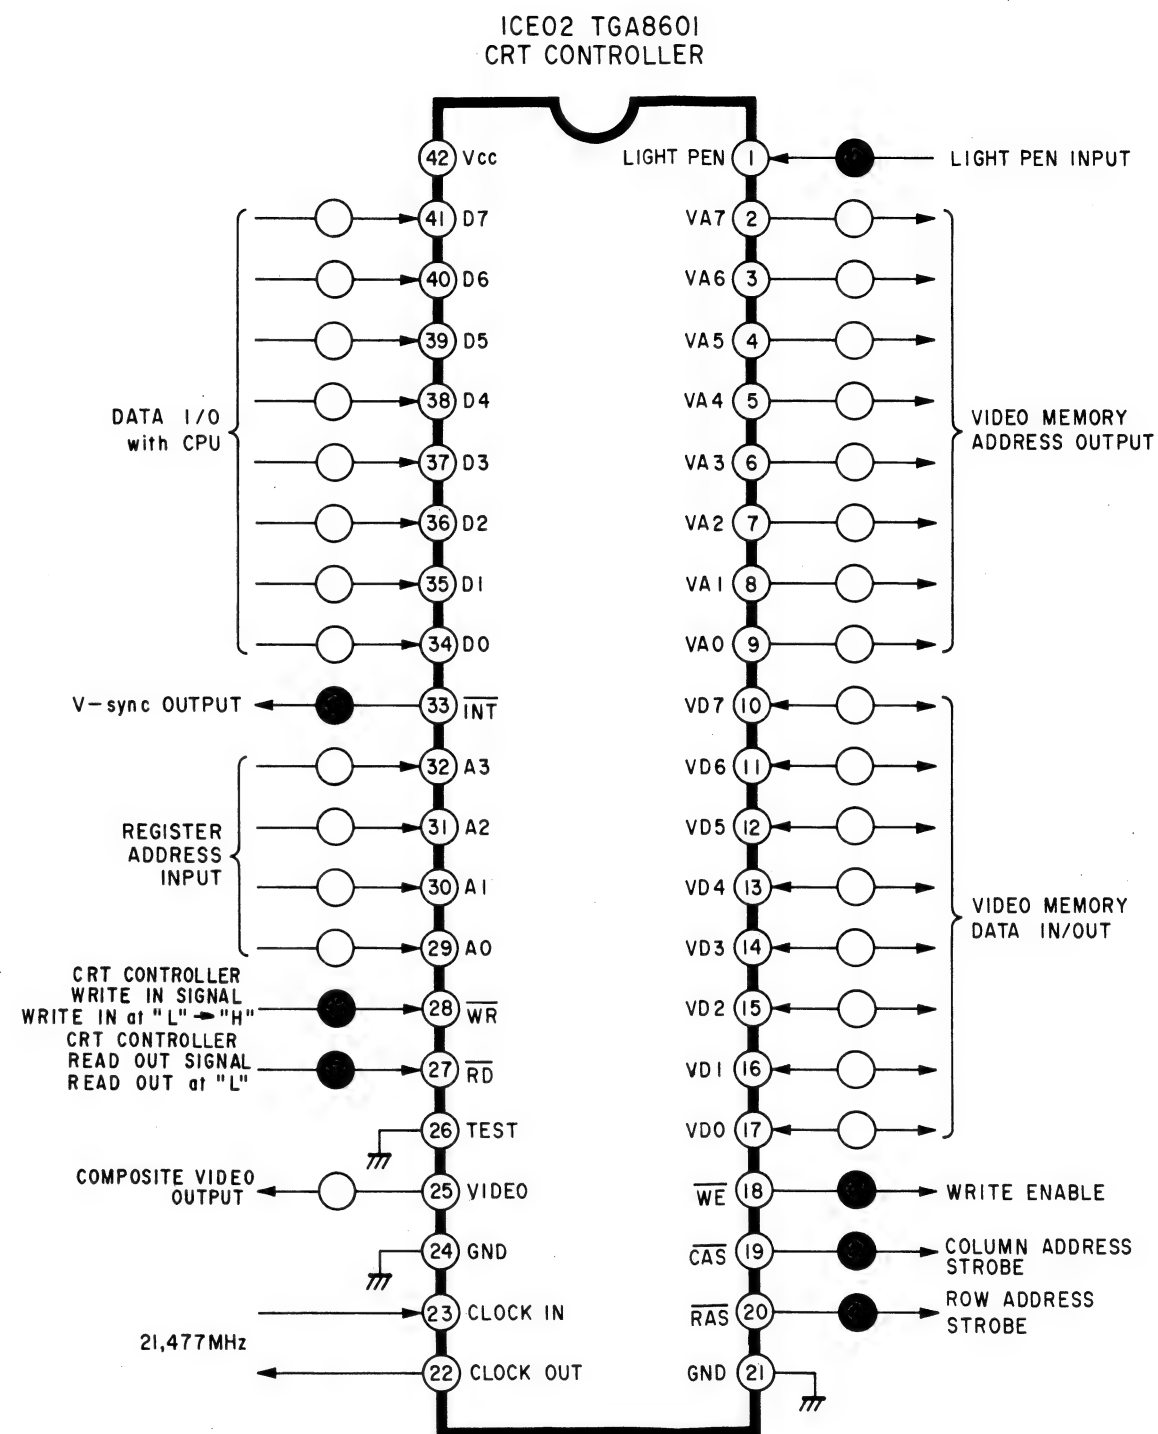 ICE02 TGA8601
CRT CONTROLLER
42 Vcc
LIGHT PEN 1
LIGHT PEN INPUT
41 D7
VA7 2
40 D6
VA6 3
39 D5
VA5 4
38 D4
VA4 5
DATA I/O
with CPU
VIDEO MEMORY
ADDRESS OUTPUT
37 D3
VA3 6
36 D2
VA2 7
35 D1
VA1 8
34 D0
VA0 9
V-sync OUTPUT
33 INT
VD7 10
32 A3
VD6 11
31 A2
VD5 12
REGISTER
ADDRESS
INPUT
30 A1
VD4 13
VIDEO MEMORY
DATA IN/OUT
29 A0
VD3 14
CRT CONTROLLER
WRITE IN SIGNAL
WRITE IN at "L" → "H"
28 WR
VD2 15
CRT CONTROLLER
READ OUT SIGNAL
READ OUT at "L"
27 RD
VD1 16
26 TEST
VD0 17
COMPOSITE VIDEO
OUTPUT
25 VIDEO
WE 18
WRITE ENABLE
24 GND
CAS 19
COLUMN ADDRESS
STROBE
23 CLOCK IN
RAS 20
ROW ADDRESS
STROBE
21,477MHz
22 CLOCK OUT
GND 21